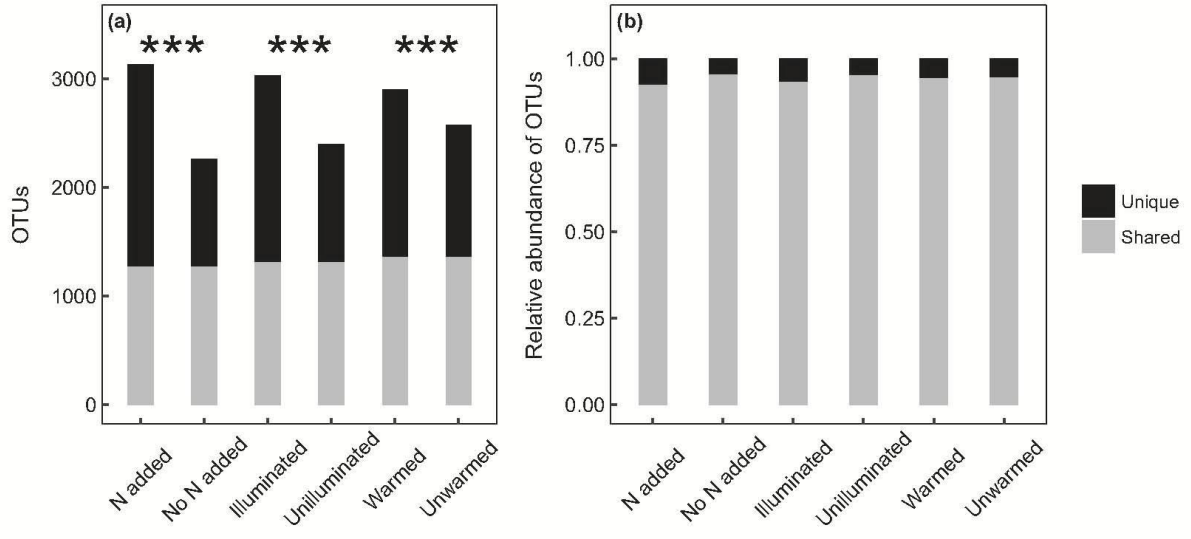 (a)
***
***
***
OTUs
3000
2000
1000
0
N added
No N added
Illuminated
Unilluminated
Warmed
Unwarmed
(b)
Relative abundance of OTUs
1.00
0.75
0.50
0.25
0.00
N added
No N added
Illuminated
Unilluminated
Warmed
Unwarmed
Unique
Shared